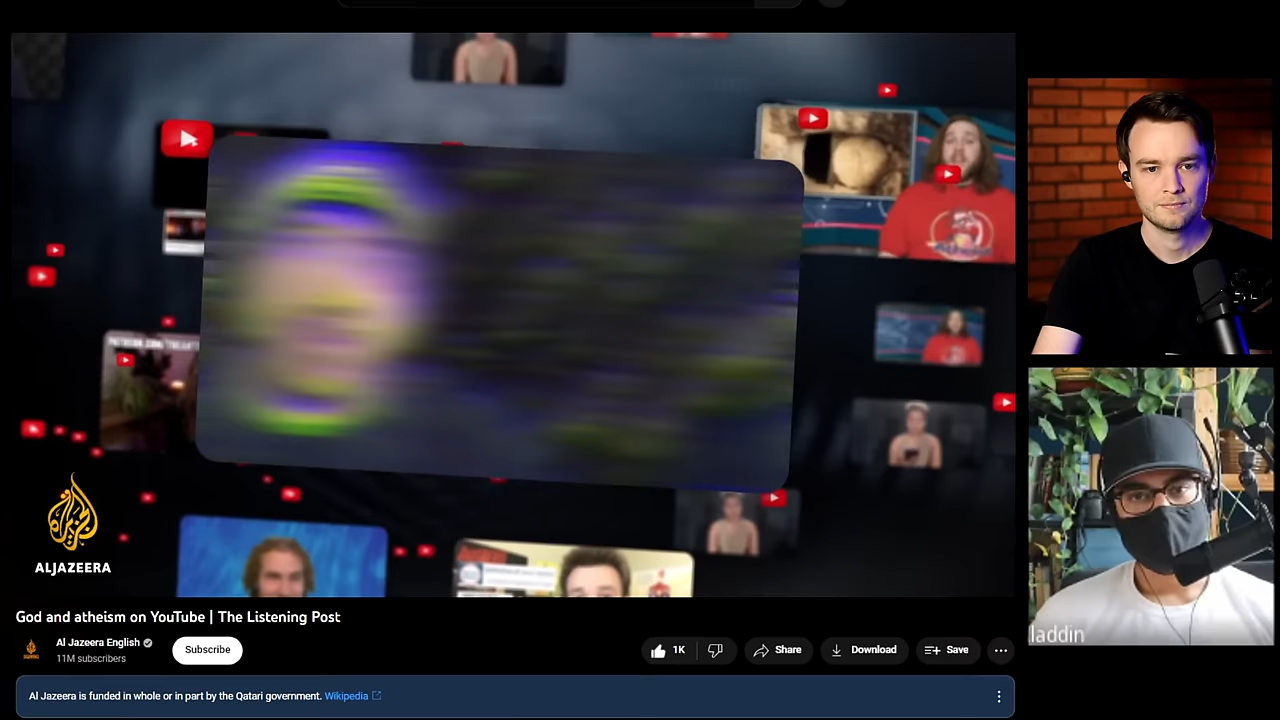 ALJAZEERA
God and atheism on YouTube | The Listening Post
Al Jazeera English
11M subscribers
Subscribe
1K
Share
Download
Save
Al Jazeera is funded in whole or in part by the Qatari government. Wikipedia
laddin